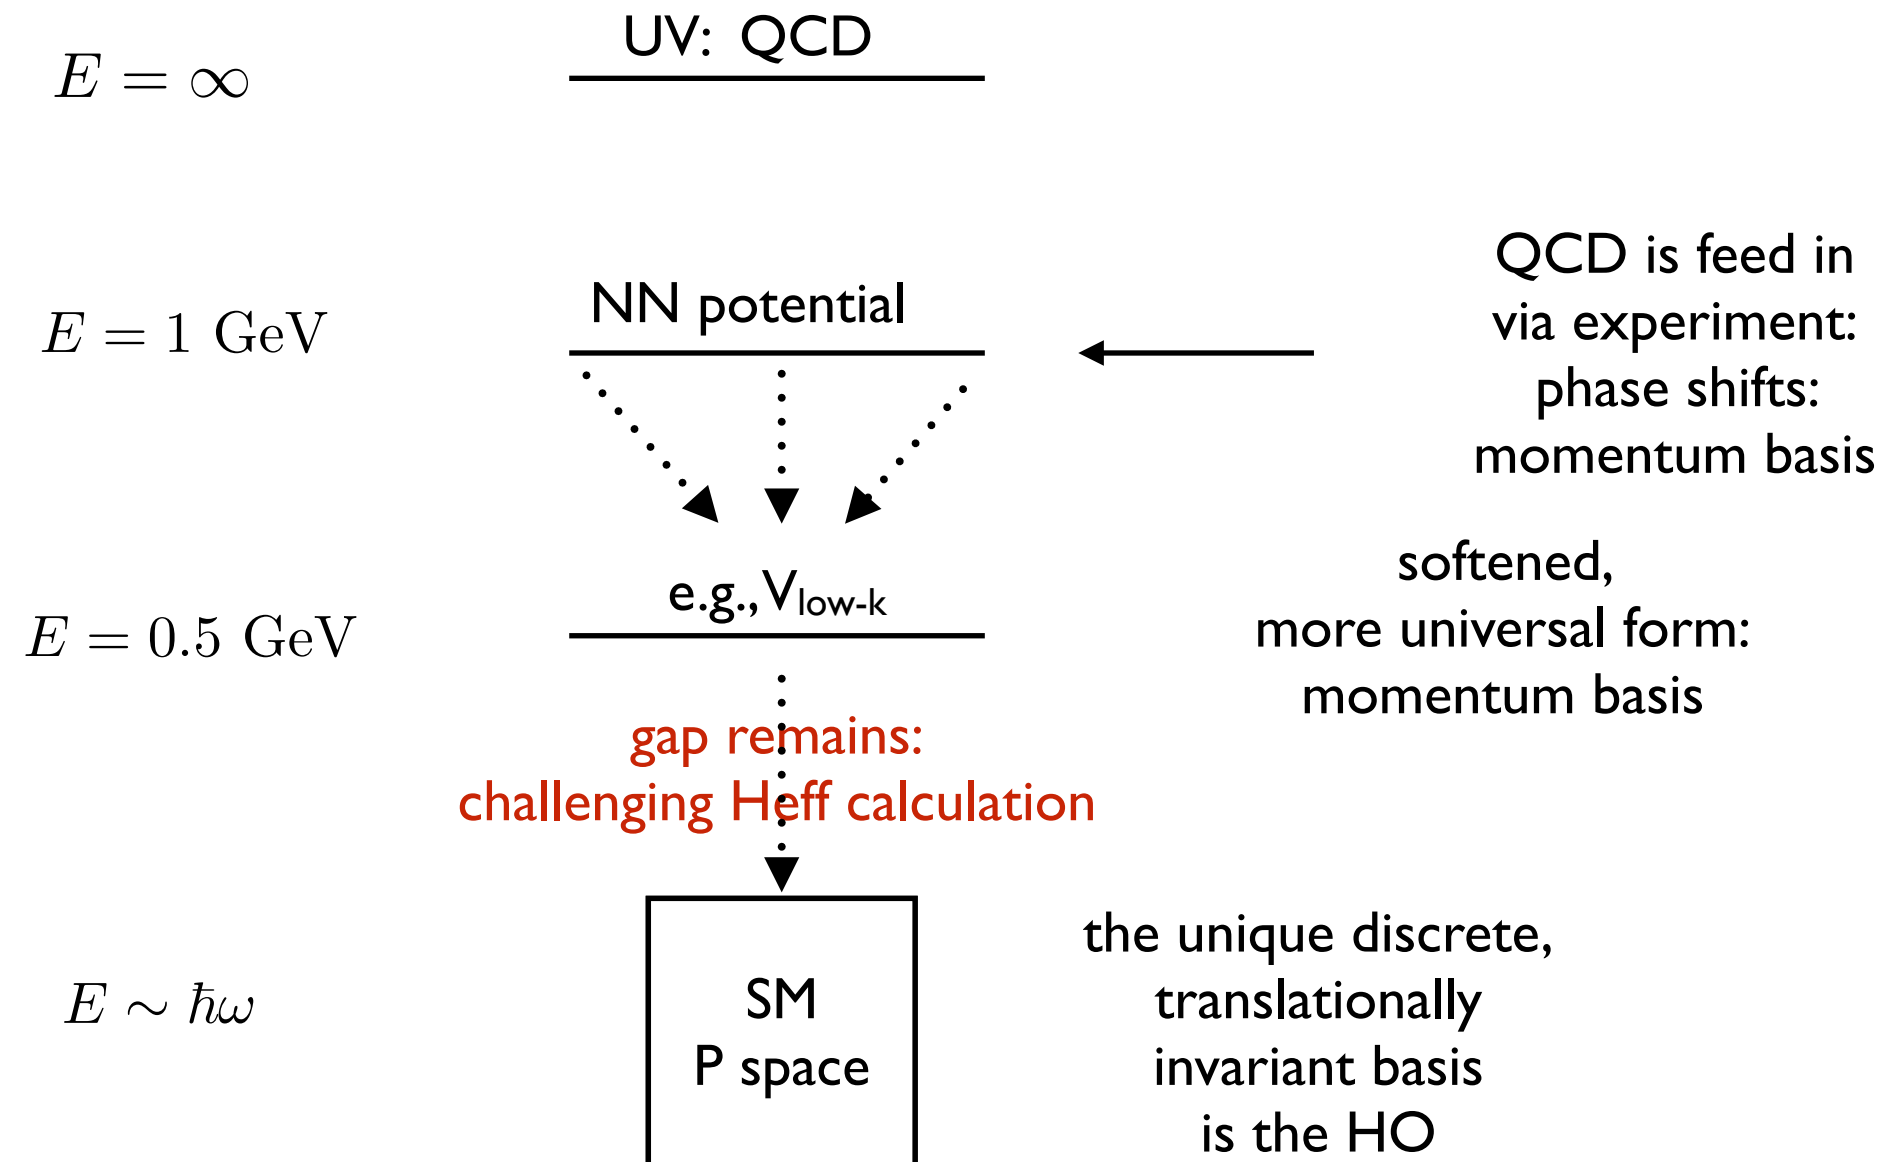 E = ∞
UV: QCD
E = 1 GeV
NN potential
QCD is feed in
via experiment:
phase shifts:
momentum basis
E = 0.5 GeV
e.g., Vlow-k
softened,
more universal form:
momentum basis
gap remains:
challenging Heff calculation
E ∼ ħω
SM
P space
the unique discrete,
translationally
invariant basis
is the HO